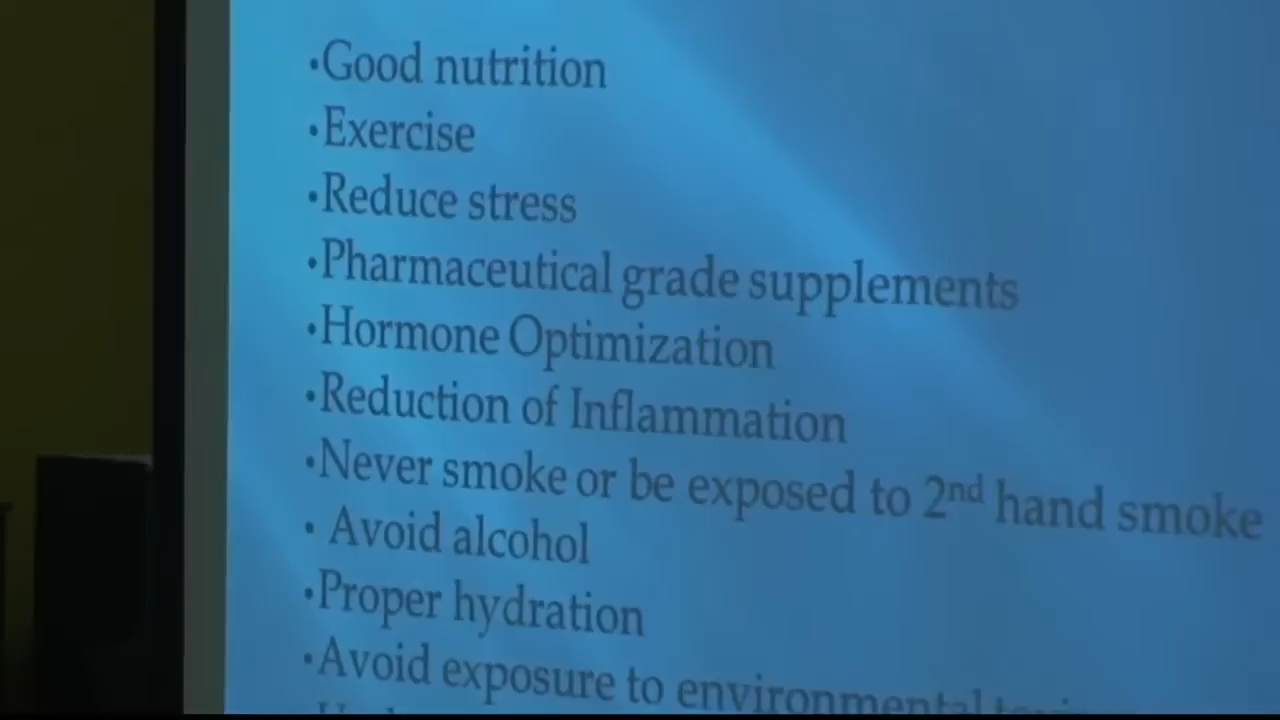 •Good nutrition
•Exercise
•Reduce stress
•Pharmaceutical grade supplements
•Hormone Optimization
•Reduction of Inflammation
•Never smoke or be exposed to 2nd hand smoke
• Avoid alcohol
•Proper hydration
•Avoid exposure to environmental